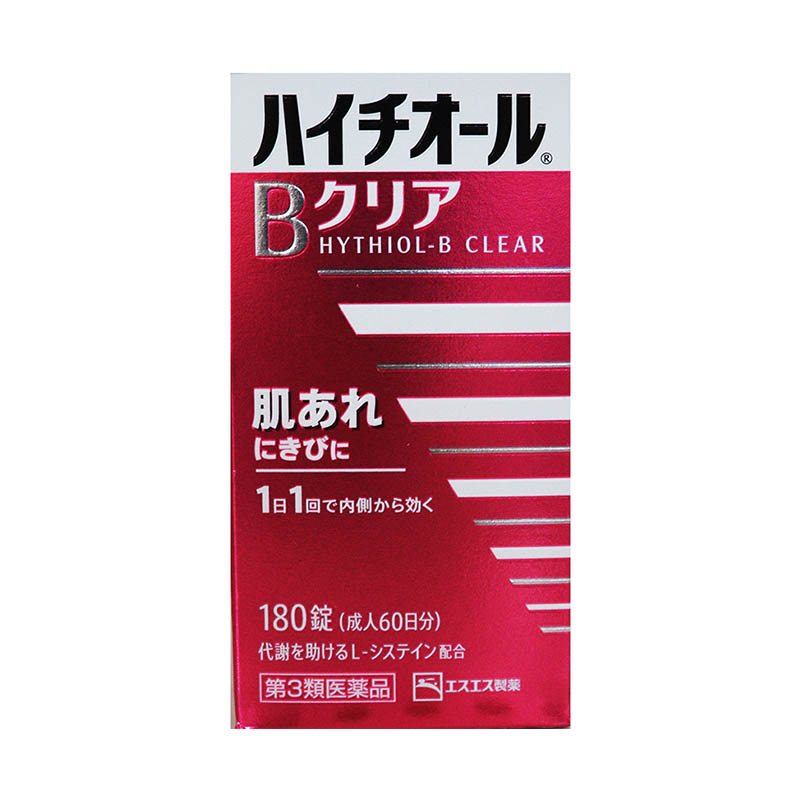 ハイチオール®
Bクリア
HYTHIOL-B CLEAR
肌あれ
にきびに
1日1回で内側から効く
180錠（成人60日分）
代謝を助けるL-システイン配合
第3類医薬品 エスエス製薬